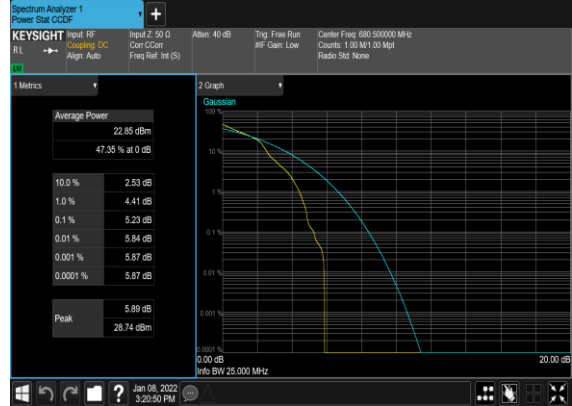 Spectrum Analyzer 1
Power Stat CCDF
KEYSIGHT
Input: RF
Input Z: 50 Ω
Atten: 40 dB
Trig: Free Run
Center Freq: 680.500000 MHz
R L
Coupling: DC
Corr CCorr
#IF Gain: Low
Counts: 1.00 M/1.00 Mpt
Align: Auto
Freq Ref: Int (S)
Radio Std: None
1 Metrics
2 Graph
Gaussian
Average Power
22.85 dBm
47.35 % at 0 dB
10.0 % 2.53 dB
1.0 % 4.41 dB
0.1 % 5.23 dB
0.01 % 5.84 dB
0.001 % 5.87 dB
0.0001 % 5.87 dB
Peak
5.89 dB
28.74 dBm
100 %
10 %
1 %
0.1 %
0.01 %
0.001 %
0.0001 %
0.00 dB
20.00 dB
Info BW 25.000 MHz
Jan 08, 2022
3:20:50 PM